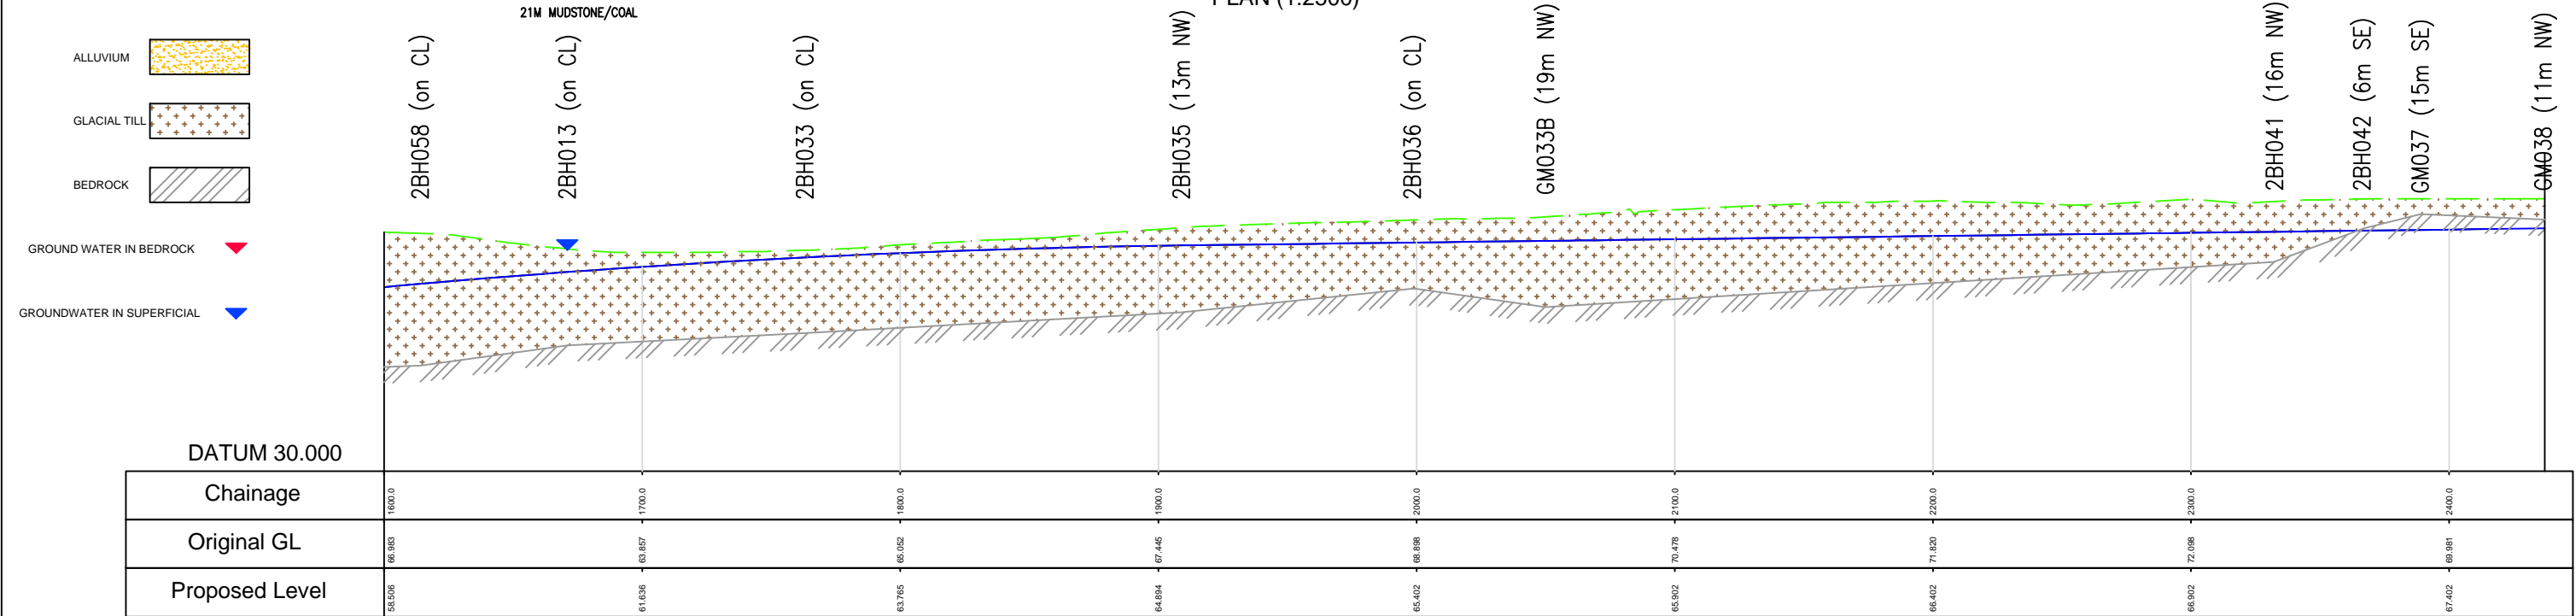 PLAN (1:2500)
21M MUDSTONE/COAL
ALLUVIUM
GLACIAL TILL
BEDROCK
GROUND WATER IN BEDROCK
GROUNDWATER IN SUPERFICIAL
2BH058 (on CL)
2BH013 (on CL)
2BH033 (on CL)
2BH035 (13m NW)
2BH036 (on CL)
GM033B (19m NW)
2BH041 (16m NW)
2BH042 (6m SE)
GM037 (15m SE)
GM038 (11m NW)
DATUM 30.000
Chainage 1600.0 1700.0 1800.0 1900.0 2000.0 2100.0 2200.0 2300.0 2400.0
Original GL 66.983 63.857 65.052 67.445 68.898 70.478 71.820 72.098 69.981
Proposed Level 58.506 61.636 63.765 64.894 65.402 65.902 66.402 66.902 67.402